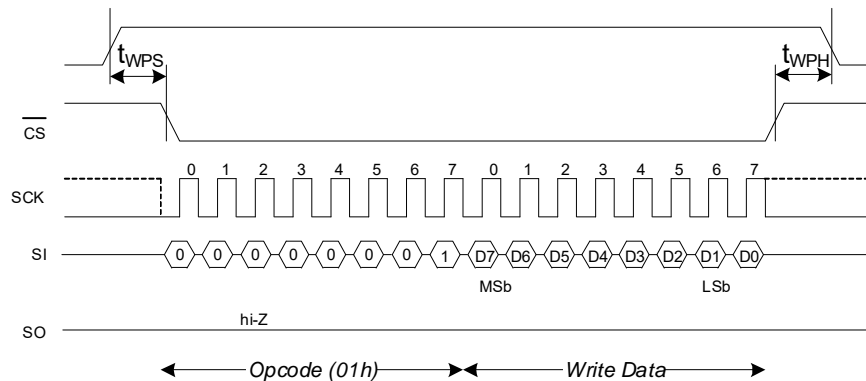 tWPS
tWPH
CS
0 1 2 3 4 5 6 7 0 1 2 3 4 5 6 7
SCK
SI 0 0 0 0 0 0 0 1 D7 D6 D5 D4 D3 D2 D1 D0
MSb LSb
hi-Z
SO
Opcode (01h) Write Data